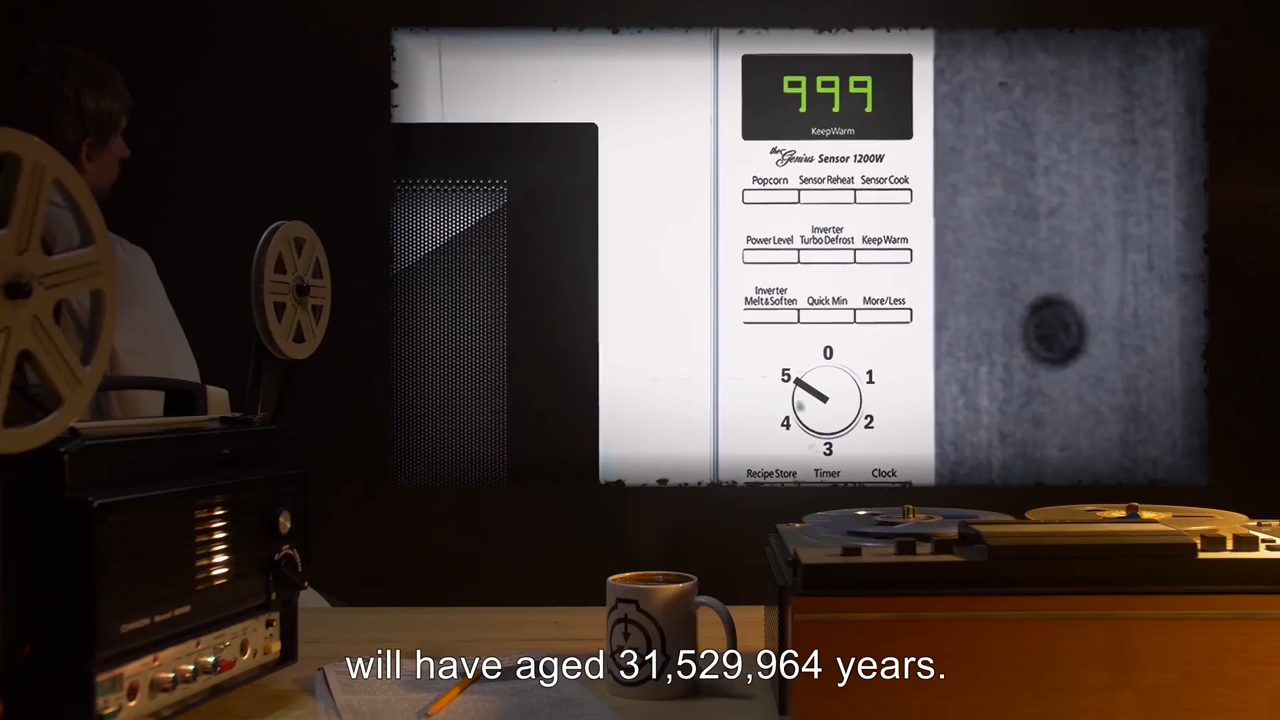 999
KeepWarm
the Genius Sensor 1200W
Popcorn Sensor Reheat Sensor Cook
Power Level Inverter Turbo Defrost Keep Warm
Inverter Melt & Soften Quick Min More/Less
0
5 1
4 2
3
Recipe Store Timer Clock
will have aged 31,529,964 years.